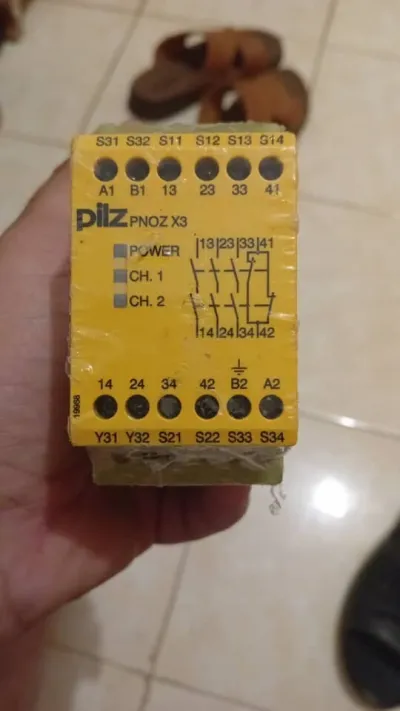 S31 S32 S11 S12 S13 S14
A1 B1 13 23 33 41
pilz PNOZ X3
POWER
CH. 1
CH. 2
13 23 33 41
14 24 34 42
14 24 34 42 B2 A2
Y31 Y32 S21 S22 S33 S34
19968